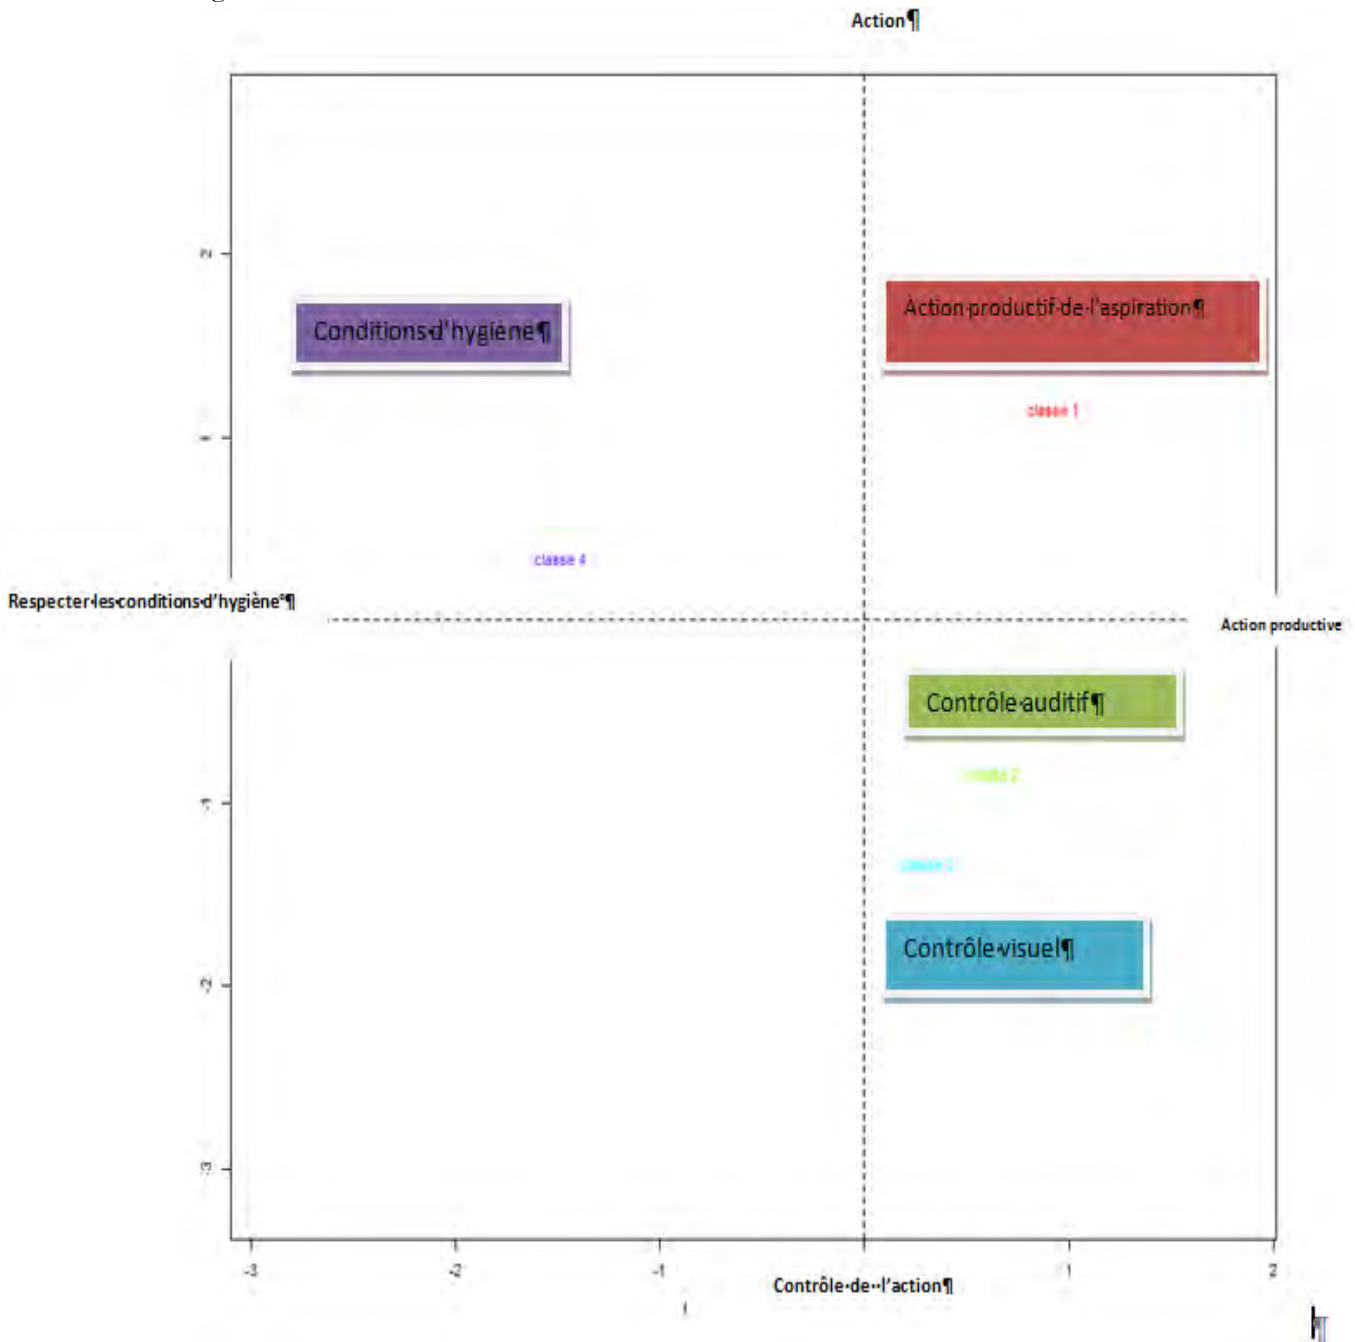 Action¶
2
Action·productif·de·l'aspiration¶
Conditions·d'hygiène¶
classe 1
1
classe 4
Respecter·les·conditions·d'hygiène°¶
Action productive
Contrôle·auditif¶
-1
Contrôle·visuel¶
-2
-3
-3 -2 -1 1 2
Contrôle·de··l'action¶
¶